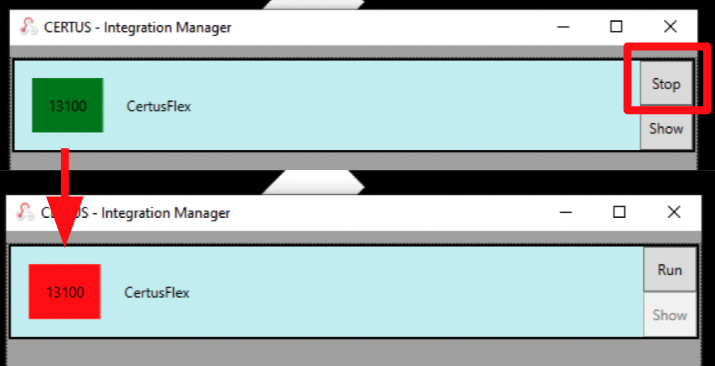 CERTUS - Integration Manager
Stop
13100 CertusFlex
Show
CERTUS - Integration Manager
Run
13100 CertusFlex
Show